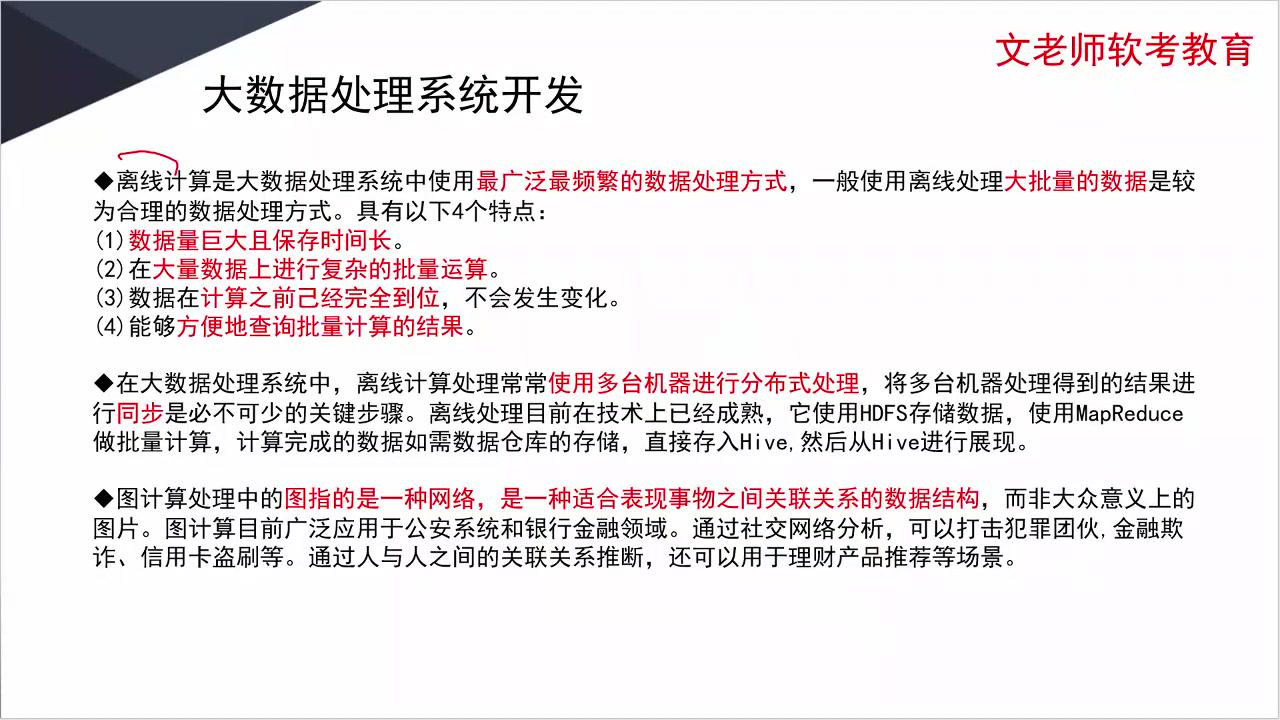 文老师软考教育
大数据处理系统开发
◆离线计算是大数据处理系统中使用最广泛最频繁的数据处理方式，一般使用离线处理大批量的数据是较
为合理的数据处理方式。具有以下4个特点：
(1)数据量巨大且保存时间长。
(2)在大量数据上进行复杂的批量运算。
(3)数据在计算之前己经完全到位，不会发生变化。
(4)能够方便地查询批量计算的结果。
◆在大数据处理系统中，离线计算处理常常使用多台机器进行分布式处理，将多台机器处理得到的结果进
行同步是必不可少的关键步骤。离线处理目前在技术上已经成熟，它使用HDFS存储数据，使用MapReduce
做批量计算，计算完成的数据如需数据仓库的存储，直接存入Hive,然后从Hive进行展现。
◆图计算处理中的图指的是一种网络，是一种适合表现事物之间关联关系的数据结构，而非大众意义上的
图片。图计算目前广泛应用于公安系统和银行金融领域。通过社交网络分析，可以打击犯罪团伙,金融欺
诈、信用卡盗刷等。通过人与人之间的关联关系推断，还可以用于理财产品推荐等场景。